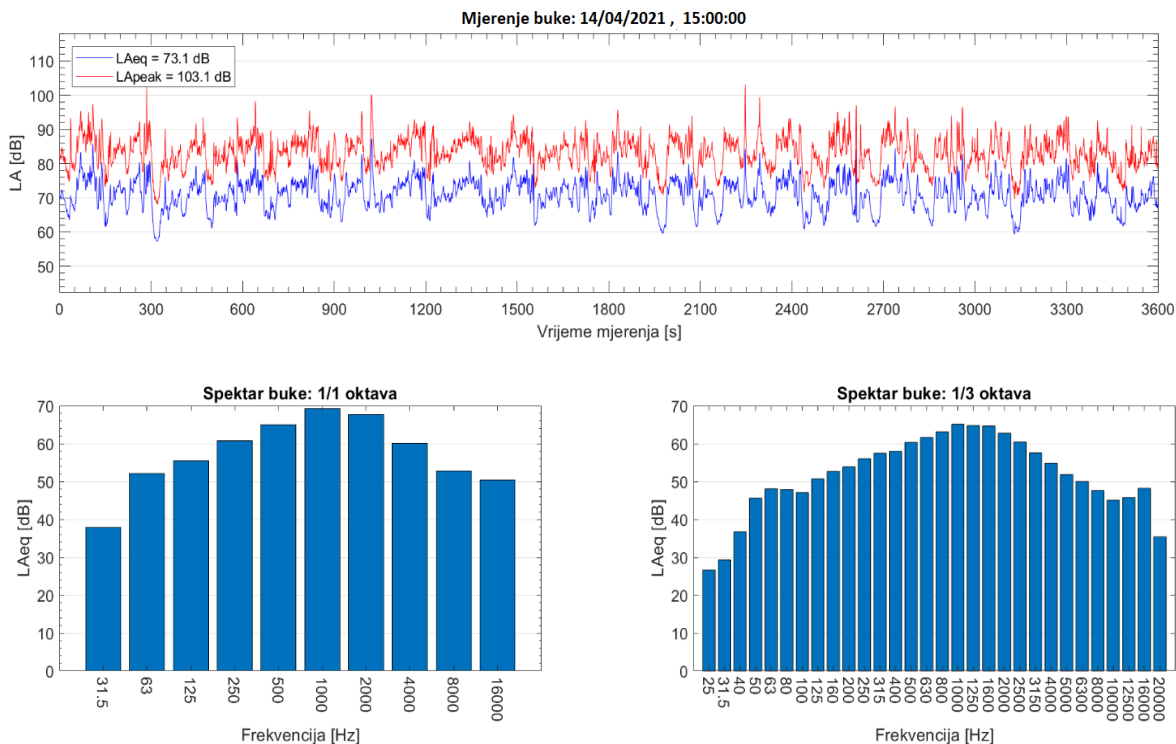 Mjerenje buke: 14/04/2021 , 15:00:00
LAeq = 73.1 dB
LApeak = 103.1 dB
LA [dB]
110
100
90
80
70
60
50
0 300 600 900 1200 1500 1800 2100 2400 2700 3000 3300 3600
Vrijeme mjerenja [s]
Spektar buke: 1/1 oktava
LAeq [dB]
70
60
50
40
30
20
10
0
31.5 63 125 250 500 1000 2000 4000 8000 16000
Frekvencija [Hz]
Spektar buke: 1/3 oktava
LAeq [dB]
70
60
50
40
30
20
10
0
25 31.5 40 50 63 80 100 125 160 200 250 315 400 500 630 800 1000 1250 1600 2000 2500 3150 4000 5000 6300 8000 10000 12500 16000 20000
Frekvencija [Hz]